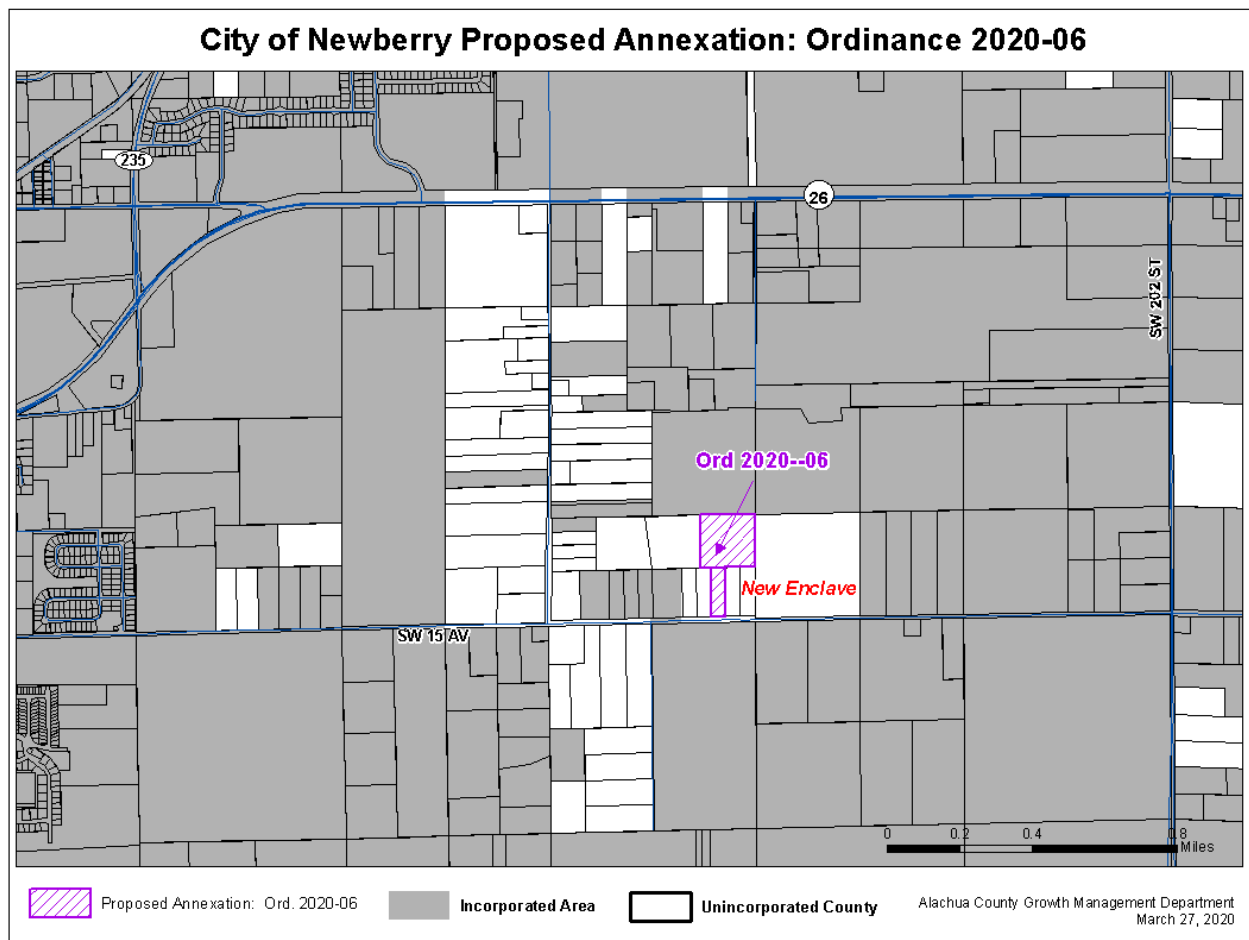 City of Newberry Proposed Annexation: Ordinance 2020-06
235
26
SW 202 ST
Ord 2020--06
New Enclave
SW 15 AV
0 0.2 0.4 0.8
Miles
Proposed Annexation: Ord. 2020-06
Incorporated Area
Unincorporated County
Alachua County Growth Management Department
March 27, 2020